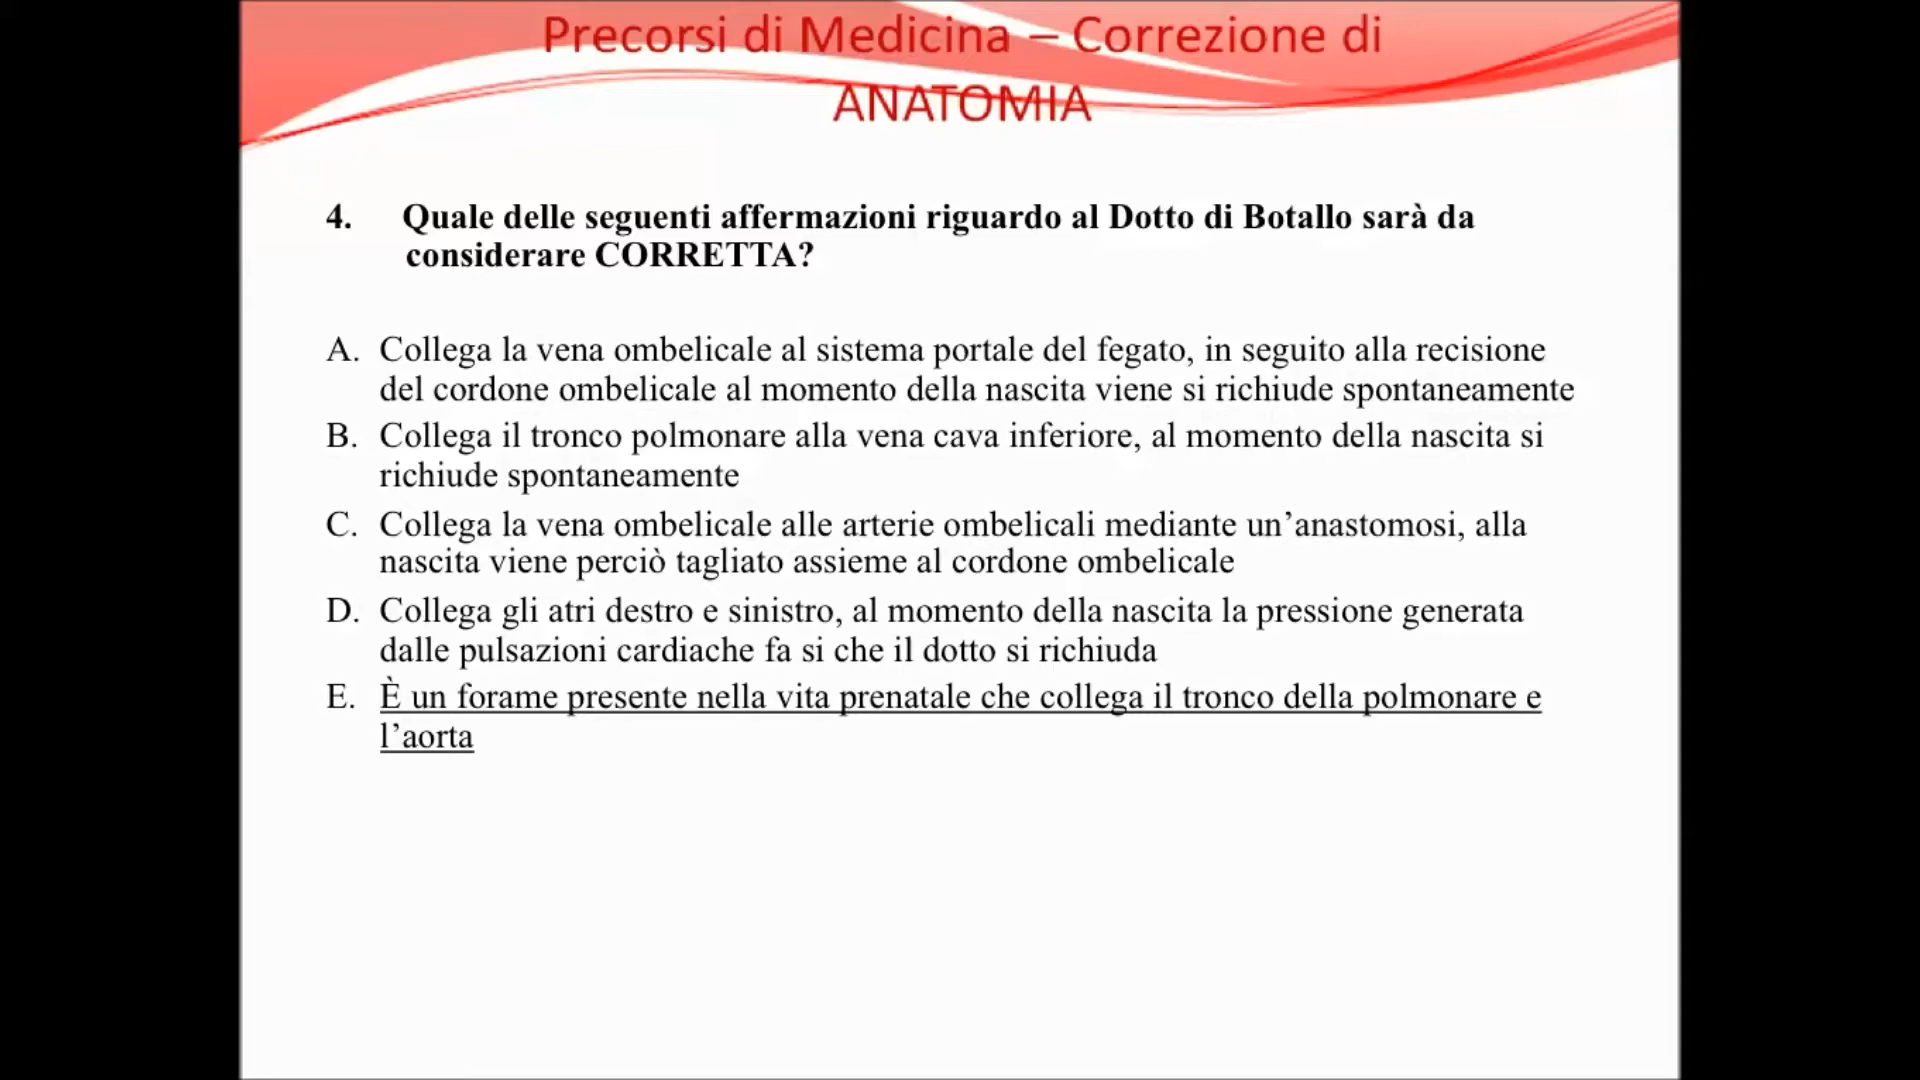 Precorsi di Medicina – Correzione di
ANATOMIA
4. Quale delle seguenti affermazioni riguardo al Dotto di Botallo sarà da
considerare CORRETTA?
A. Collega la vena ombelicale al sistema portale del fegato, in seguito alla recisione
del cordone ombelicale al momento della nascita viene si richiude spontaneamente
B. Collega il tronco polmonare alla vena cava inferiore, al momento della nascita si
richiude spontaneamente
C. Collega la vena ombelicale alle arterie ombelicali mediante un’anastomosi, alla
nascita viene perciò tagliato assieme al cordone ombelicale
D. Collega gli atri destro e sinistro, al momento della nascita la pressione generata
dalle pulsazioni cardiache fa si che il dotto si richiuda
E. È un forame presente nella vita prenatale che collega il tronco della polmonare e
l’aorta